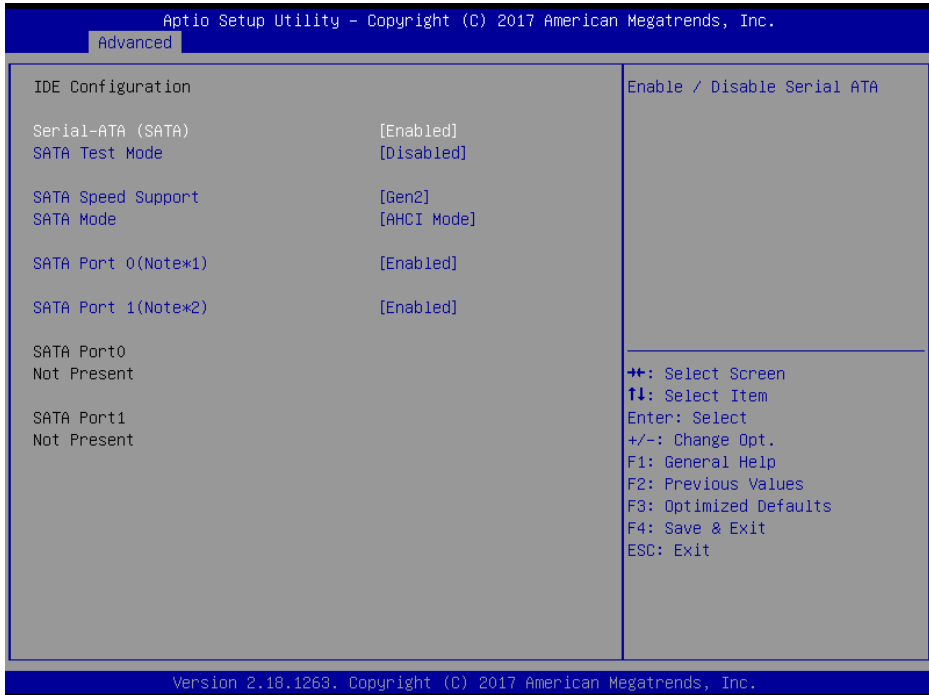 Aptio Setup Utility – Copyright (C) 2017 American Megatrends, Inc.
Advanced
IDE Configuration
Serial-ATA (SATA) [Enabled]
SATA Test Mode [Disabled]
SATA Speed Support [Gen2]
SATA Mode [AHCI Mode]
SATA Port 0(Note*1) [Enabled]
SATA Port 1(Note*2) [Enabled]
SATA Port0
Not Present
SATA Port1
Not Present
Enable / Disable Serial ATA
→←: Select Screen
↑↓: Select Item
Enter: Select
+/-: Change Opt.
F1: General Help
F2: Previous Values
F3: Optimized Defaults
F4: Save & Exit
ESC: Exit
Version 2.18.1263. Copyright (C) 2017 American Megatrends, Inc.